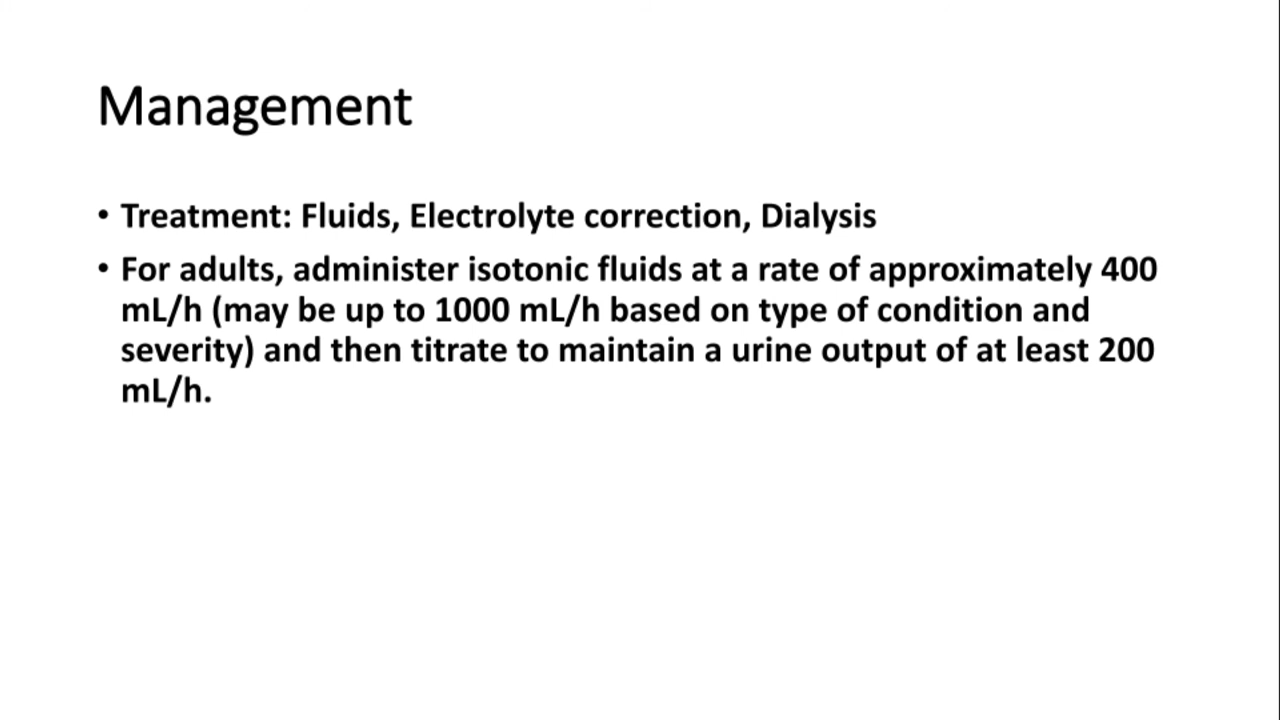 Management
• Treatment: Fluids, Electrolyte correction, Dialysis
• For adults, administer isotonic fluids at a rate of approximately 400
mL/h (may be up to 1000 mL/h based on type of condition and
severity) and then titrate to maintain a urine output of at least 200
mL/h.